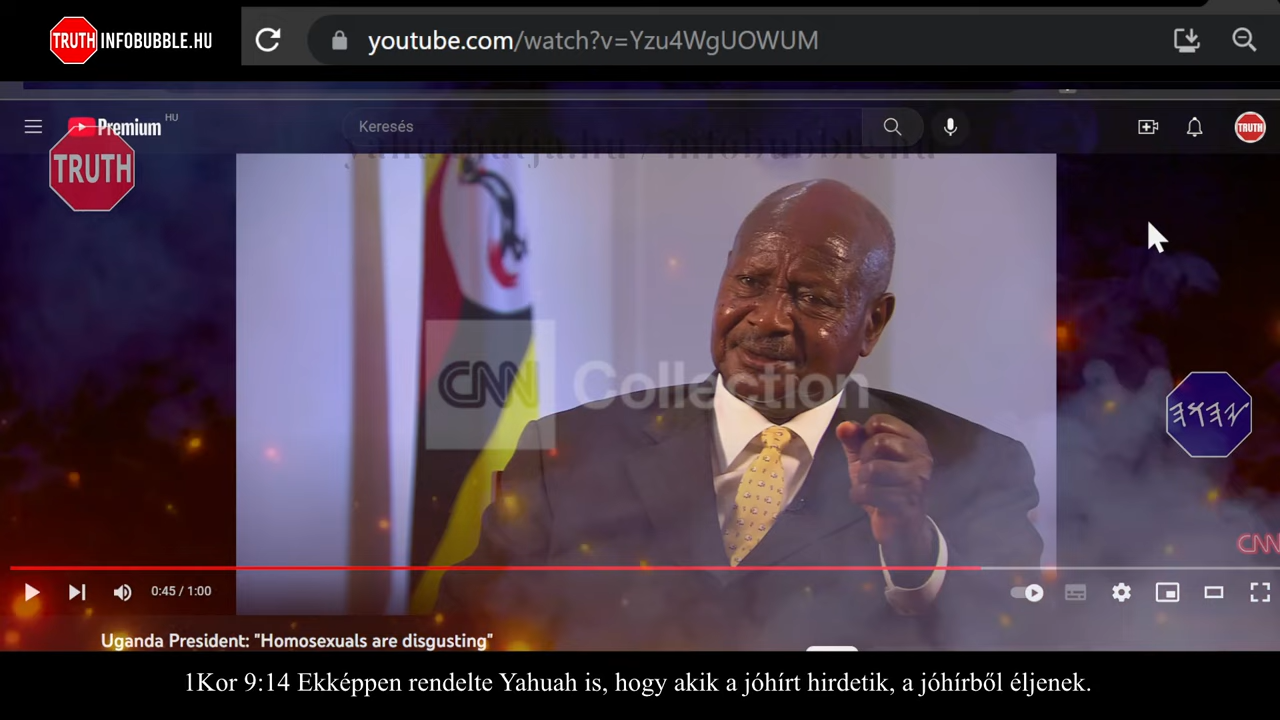 TRUTH INFOBUBBLE.HU
youtube.com/watch?v=Yzu4WgUOWUM
Premium HU
Keresés
TRUTH
TRUTH
CNN Collection
𐤉𐤄𐤅𐤄
CNN
0:45 / 1:00
Uganda President: "Homosexuals are disgusting"
1Kor 9:14 Ekképpen rendelte Yahuah is, hogy akik a jóhírt hirdetik, a jóhírből éljenek.